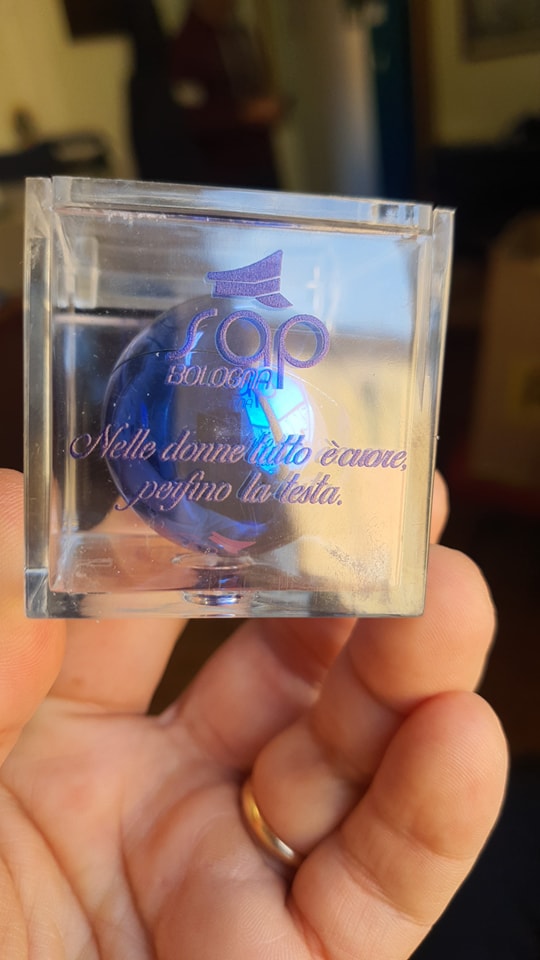 sap
BOLOGNA
Nelle donne tutto è cuore,
perfino la testa.